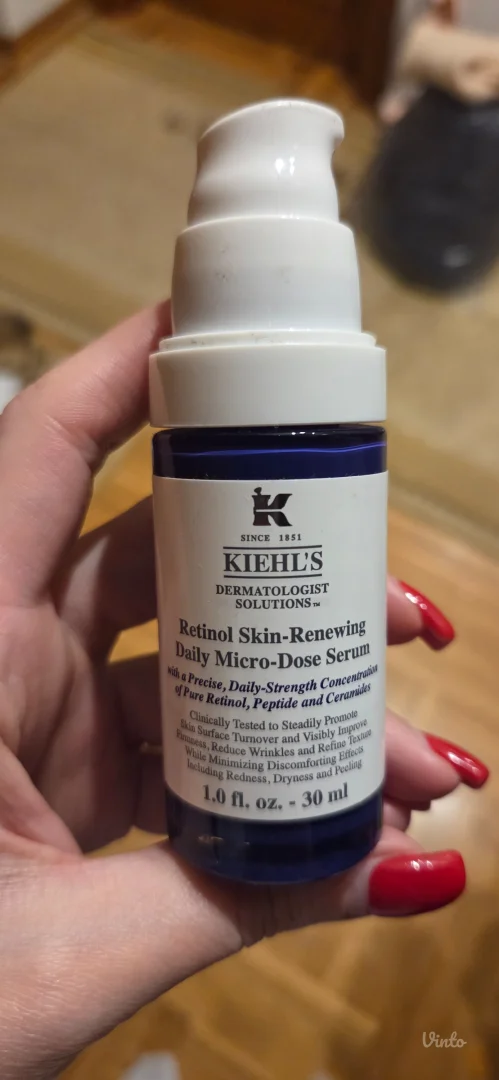 K
SINCE 1851
KIEHL'S
DERMATOLOGIST
SOLUTIONS™
Retinol Skin-Renewing
Daily Micro-Dose Serum
with a Precise, Daily-Strength Concentration
of Pure Retinol, Peptide and Ceramides
Clinically Tested to Steadily Promote
Skin Surface Turnover and Visibly Improve
Firmness, Reduce Wrinkles and Refine Texture
While Minimizing Discomforting Effects
Including Redness, Dryness and Peeling
1.0 fl. oz. - 30 ml
Vinto